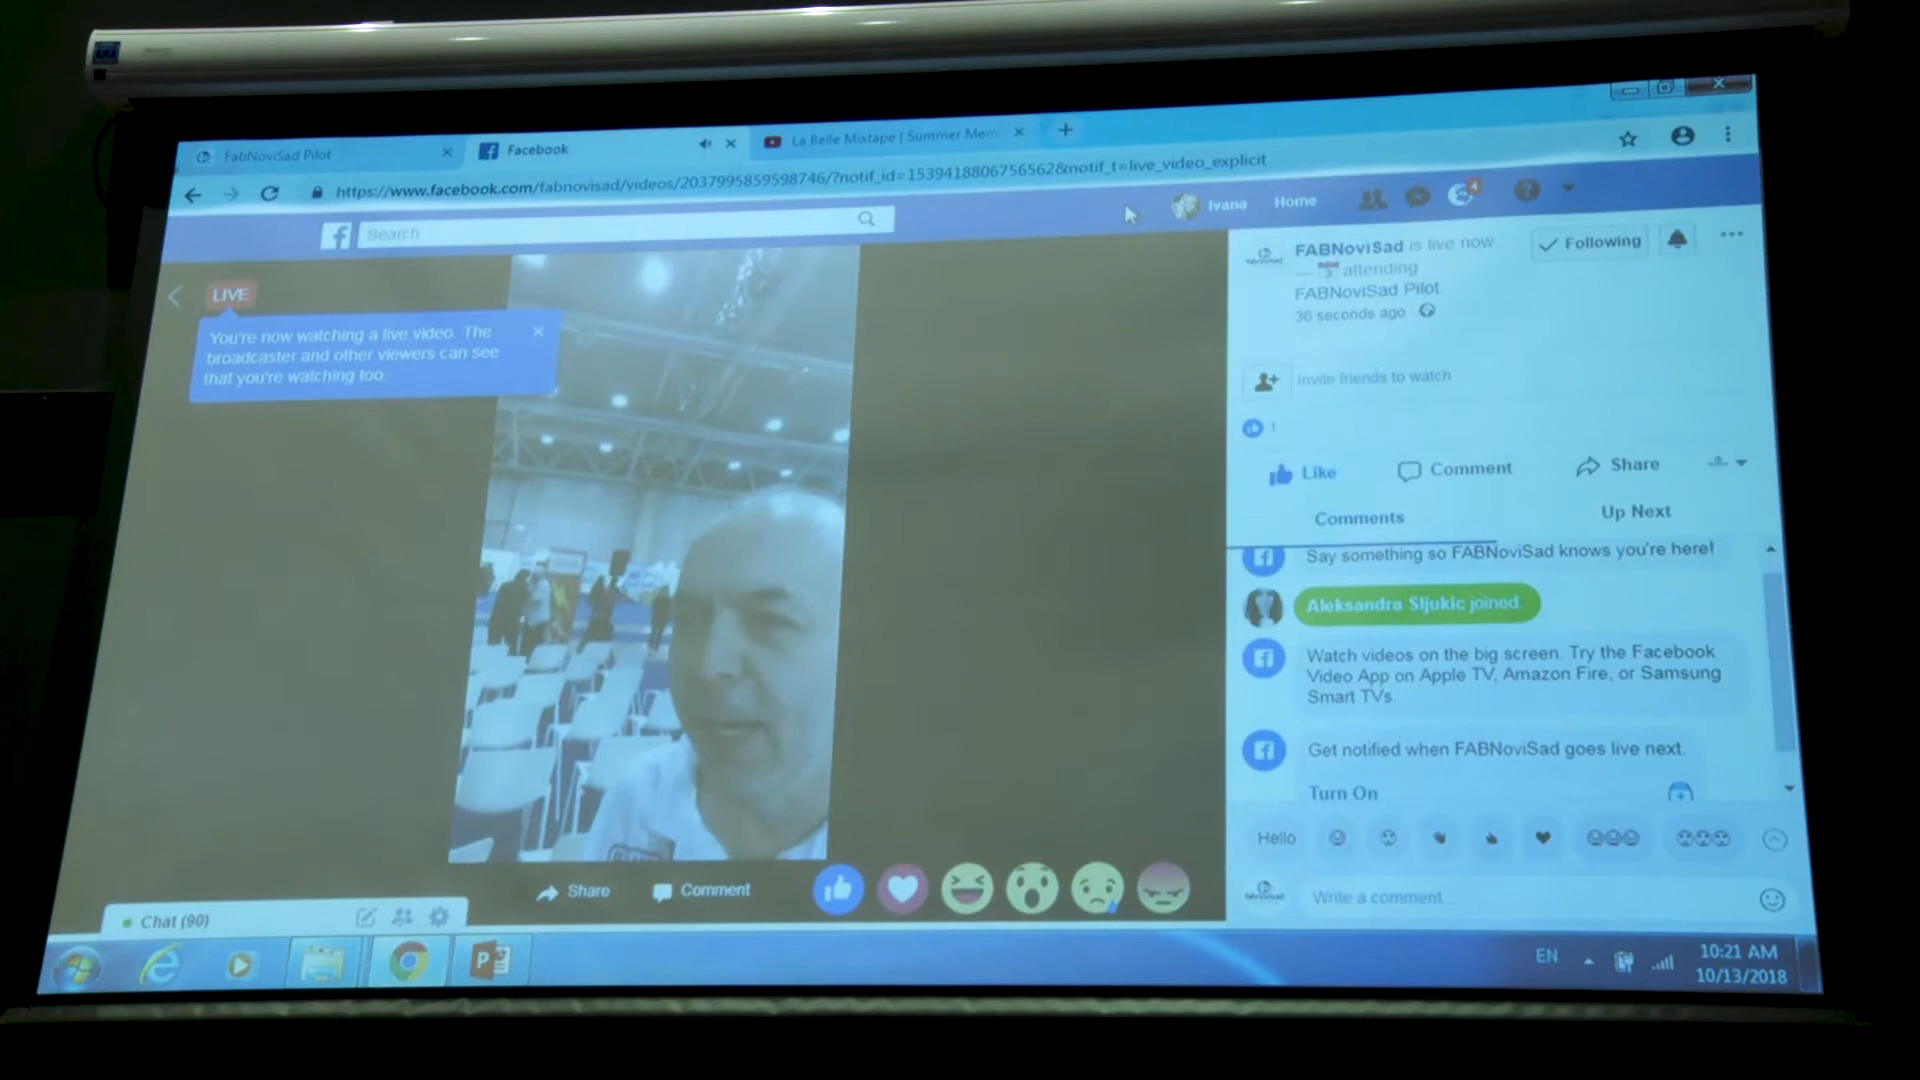 FabNoviSad Pilot
Facebook
La Belle Mixtape | Summer Mem
https://www.facebook.com/fabnovisad/videos/2037995859598746/?notif_id=1539418806756562&notif_t=live_video_explicit
Search
Ivana
Home
4
LIVE
You're now watching a live video. The
broadcaster and other viewers can see
that you're watching too.
FABNoviSad is live now
— attending
FABNoviSad Pilot.
36 seconds ago
Following
Invite friends to watch
1
Like
Comment
Share
Comments
Up Next
Say something so FABNoviSad knows you're here!
Aleksandra Sljukic joined.
Watch videos on the big screen. Try the Facebook
Video App on Apple TV, Amazon Fire, or Samsung
Smart TVs.
Get notified when FABNoviSad goes live next.
Turn On
Hello
Write a comment...
Share
Comment
Chat (90)
EN
10:21 AM
10/13/2018